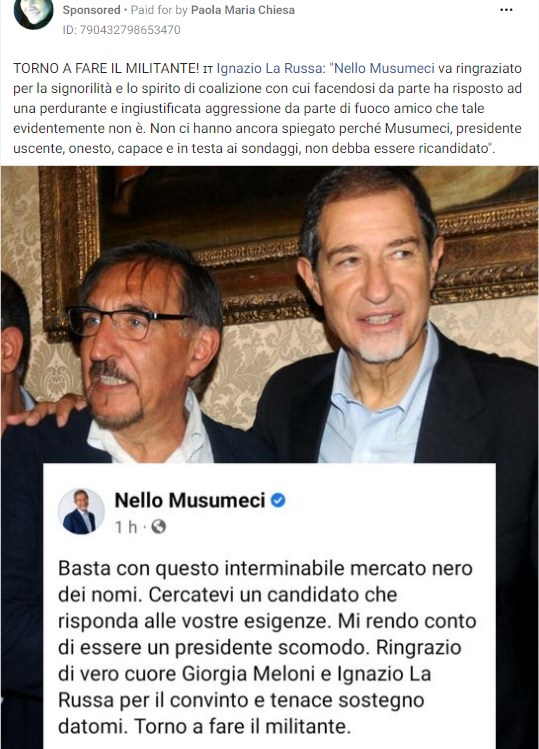 Sponsored • Paid for by Paola Maria Chiesa
ID: 790432798653470
TORNO A FARE IL MILITANTE! IT Ignazio La Russa: "Nello Musumeci va ringraziato
per la signorilità e lo spirito di coalizione con cui facendosi da parte ha risposto ad
una perdurante e ingiustificata aggressione da parte di fuoco amico che tale
evidentemente non è. Non ci hanno ancora spiegato perché Musumeci, presidente
uscente, onesto, capace e in testa ai sondaggi, non debba essere ricandidato".
Nello Musumeci
1 h ·
Basta con questo interminabile mercato nero
dei nomi. Cercatevi un candidato che
risponda alle vostre esigenze. Mi rendo conto
di essere un presidente scomodo. Ringrazio
di vero cuore Giorgia Meloni e Ignazio La
Russa per il convinto e tenace sostegno
datomi. Torno a fare il militante.